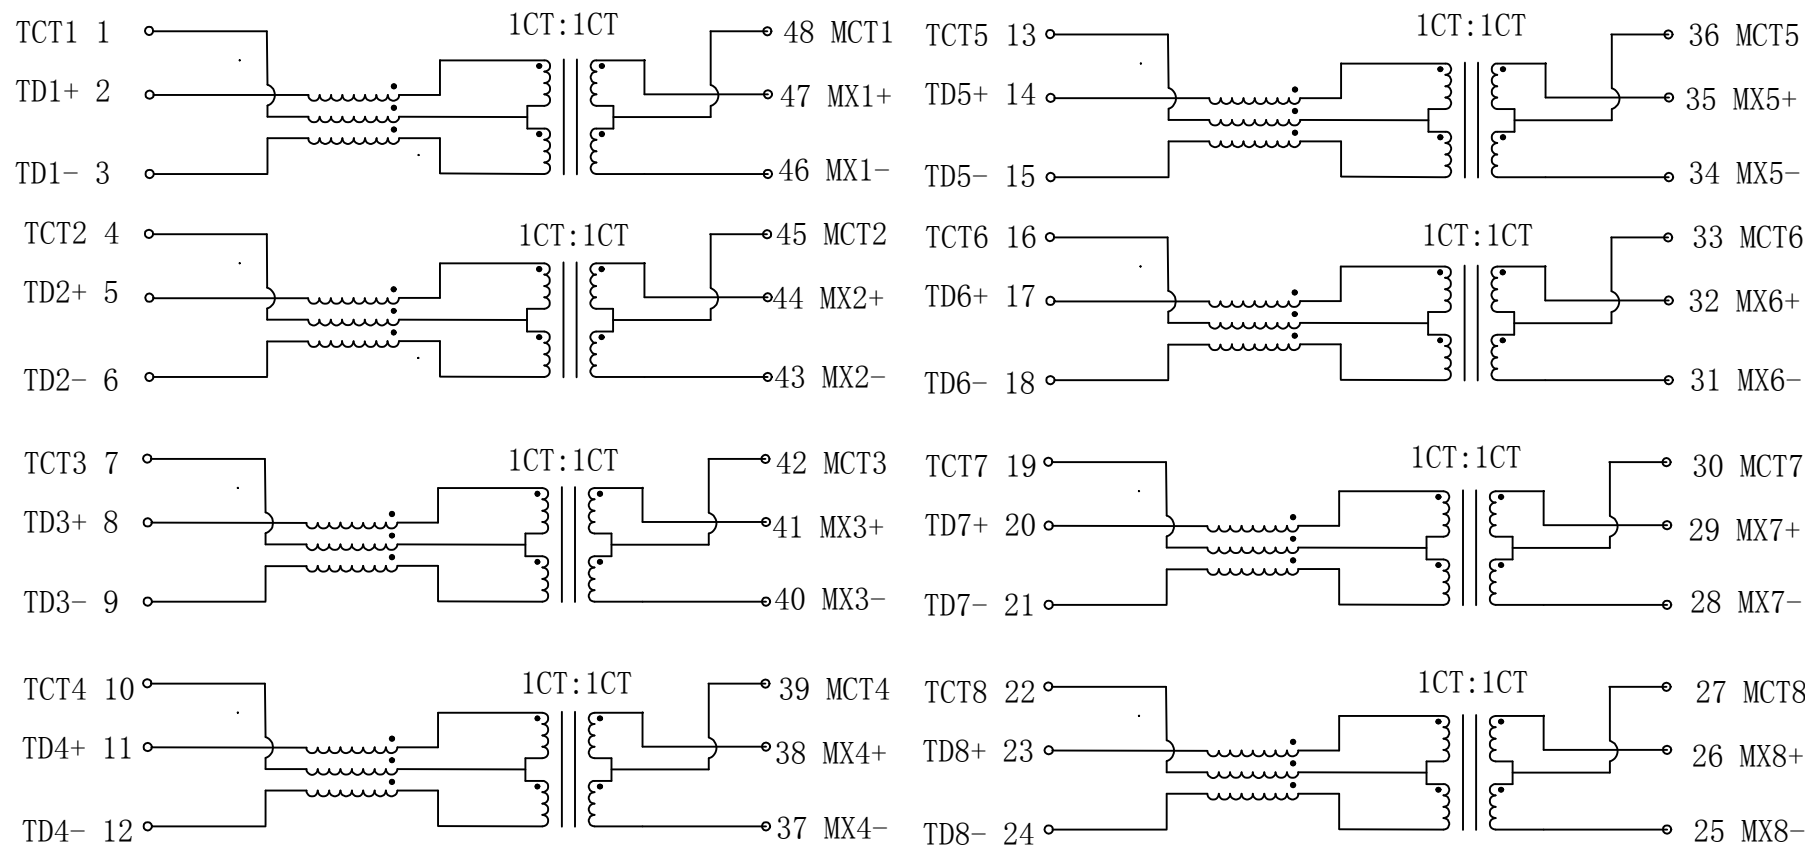 TCT1 1
1CT:1CT
48 MCT1
TD1+ 2
47 MX1+
TD1- 3
46 MX1-
TCT2 4
1CT:1CT
45 MCT2
TD2+ 5
44 MX2+
TD2- 6
43 MX2-
TCT3 7
1CT:1CT
42 MCT3
TD3+ 8
41 MX3+
TD3- 9
40 MX3-
TCT4 10
1CT:1CT
39 MCT4
TD4+ 11
38 MX4+
TD4- 12
37 MX4-
TCT5 13
1CT:1CT
36 MCT5
TD5+ 14
35 MX5+
TD5- 15
34 MX5-
TCT6 16
1CT:1CT
33 MCT6
TD6+ 17
32 MX6+
TD6- 18
31 MX6-
TCT7 19
1CT:1CT
30 MCT7
TD7+ 20
29 MX7+
TD7- 21
28 MX7-
TCT8 22
1CT:1CT
27 MCT8
TD8+ 23
26 MX8+
TD8- 24
25 MX8-